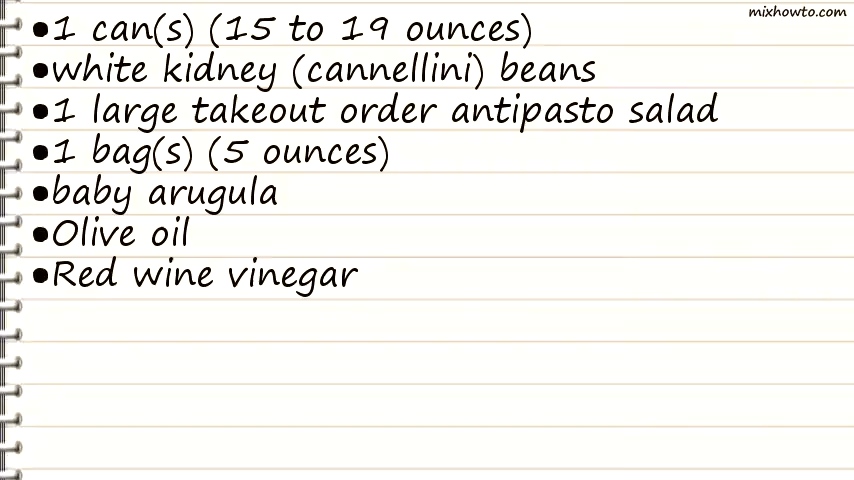 mixhowto.com
•1 can(s) (15 to 19 ounces)
•white kidney (cannellini) beans
•1 large takeout order antipasto salad
•1 bag(s) (5 ounces)
•baby arugula
•Olive oil
•Red wine vinegar